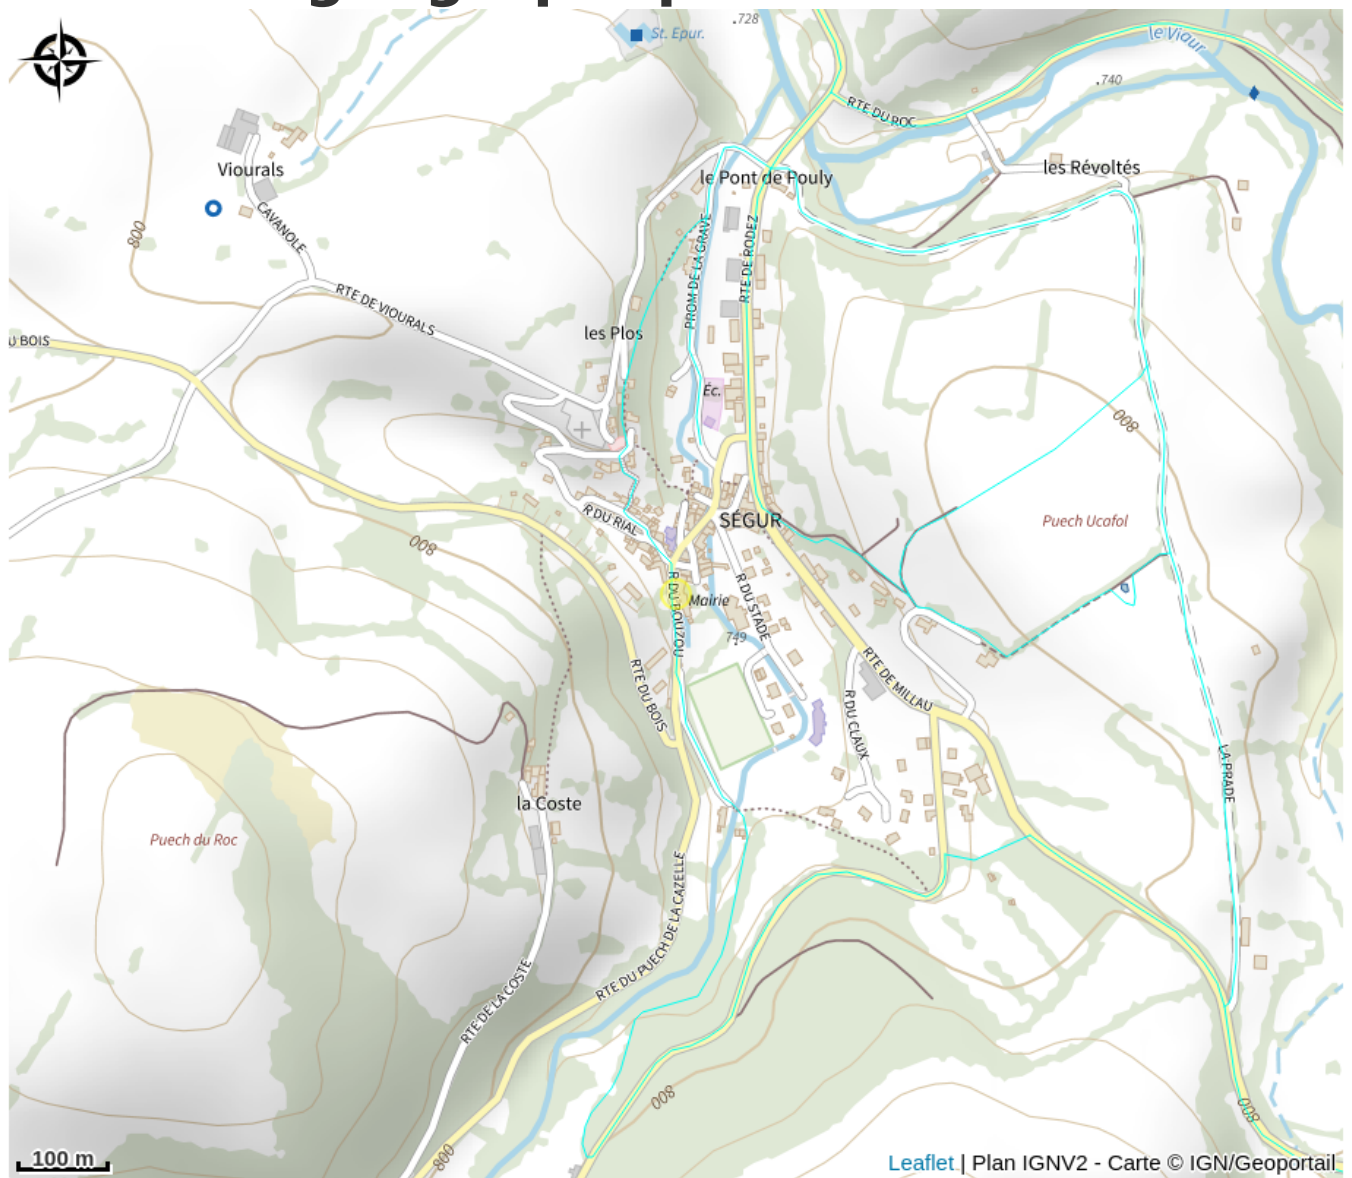 .728
St. Epur.
le Viaur
.740
RTE DU ROC
Viourals
les Révoltés
le Pont de Pouly
CAVANOLE
800
PROM DE LA GRAVE
RTE DE RODEZ
RTE DE VIOURALS
les Plos
U BOIS
Éc.
800
R DU RIAL
SÉGUR
Puech Ucafol
800
R DU BOUZOU
Mairie
R DU STADE
749
RTE DU BOIS
RTE DE MILLAU
R DU CLAUX
LA PRADE
la Coste
Puech du Roc
RTE DU PUECH DE LA CAZELLE
RTE DE LA COSTE
800
800
800
100 m
Leaflet | Plan IGNV2 - Carte © IGN/Geoportail